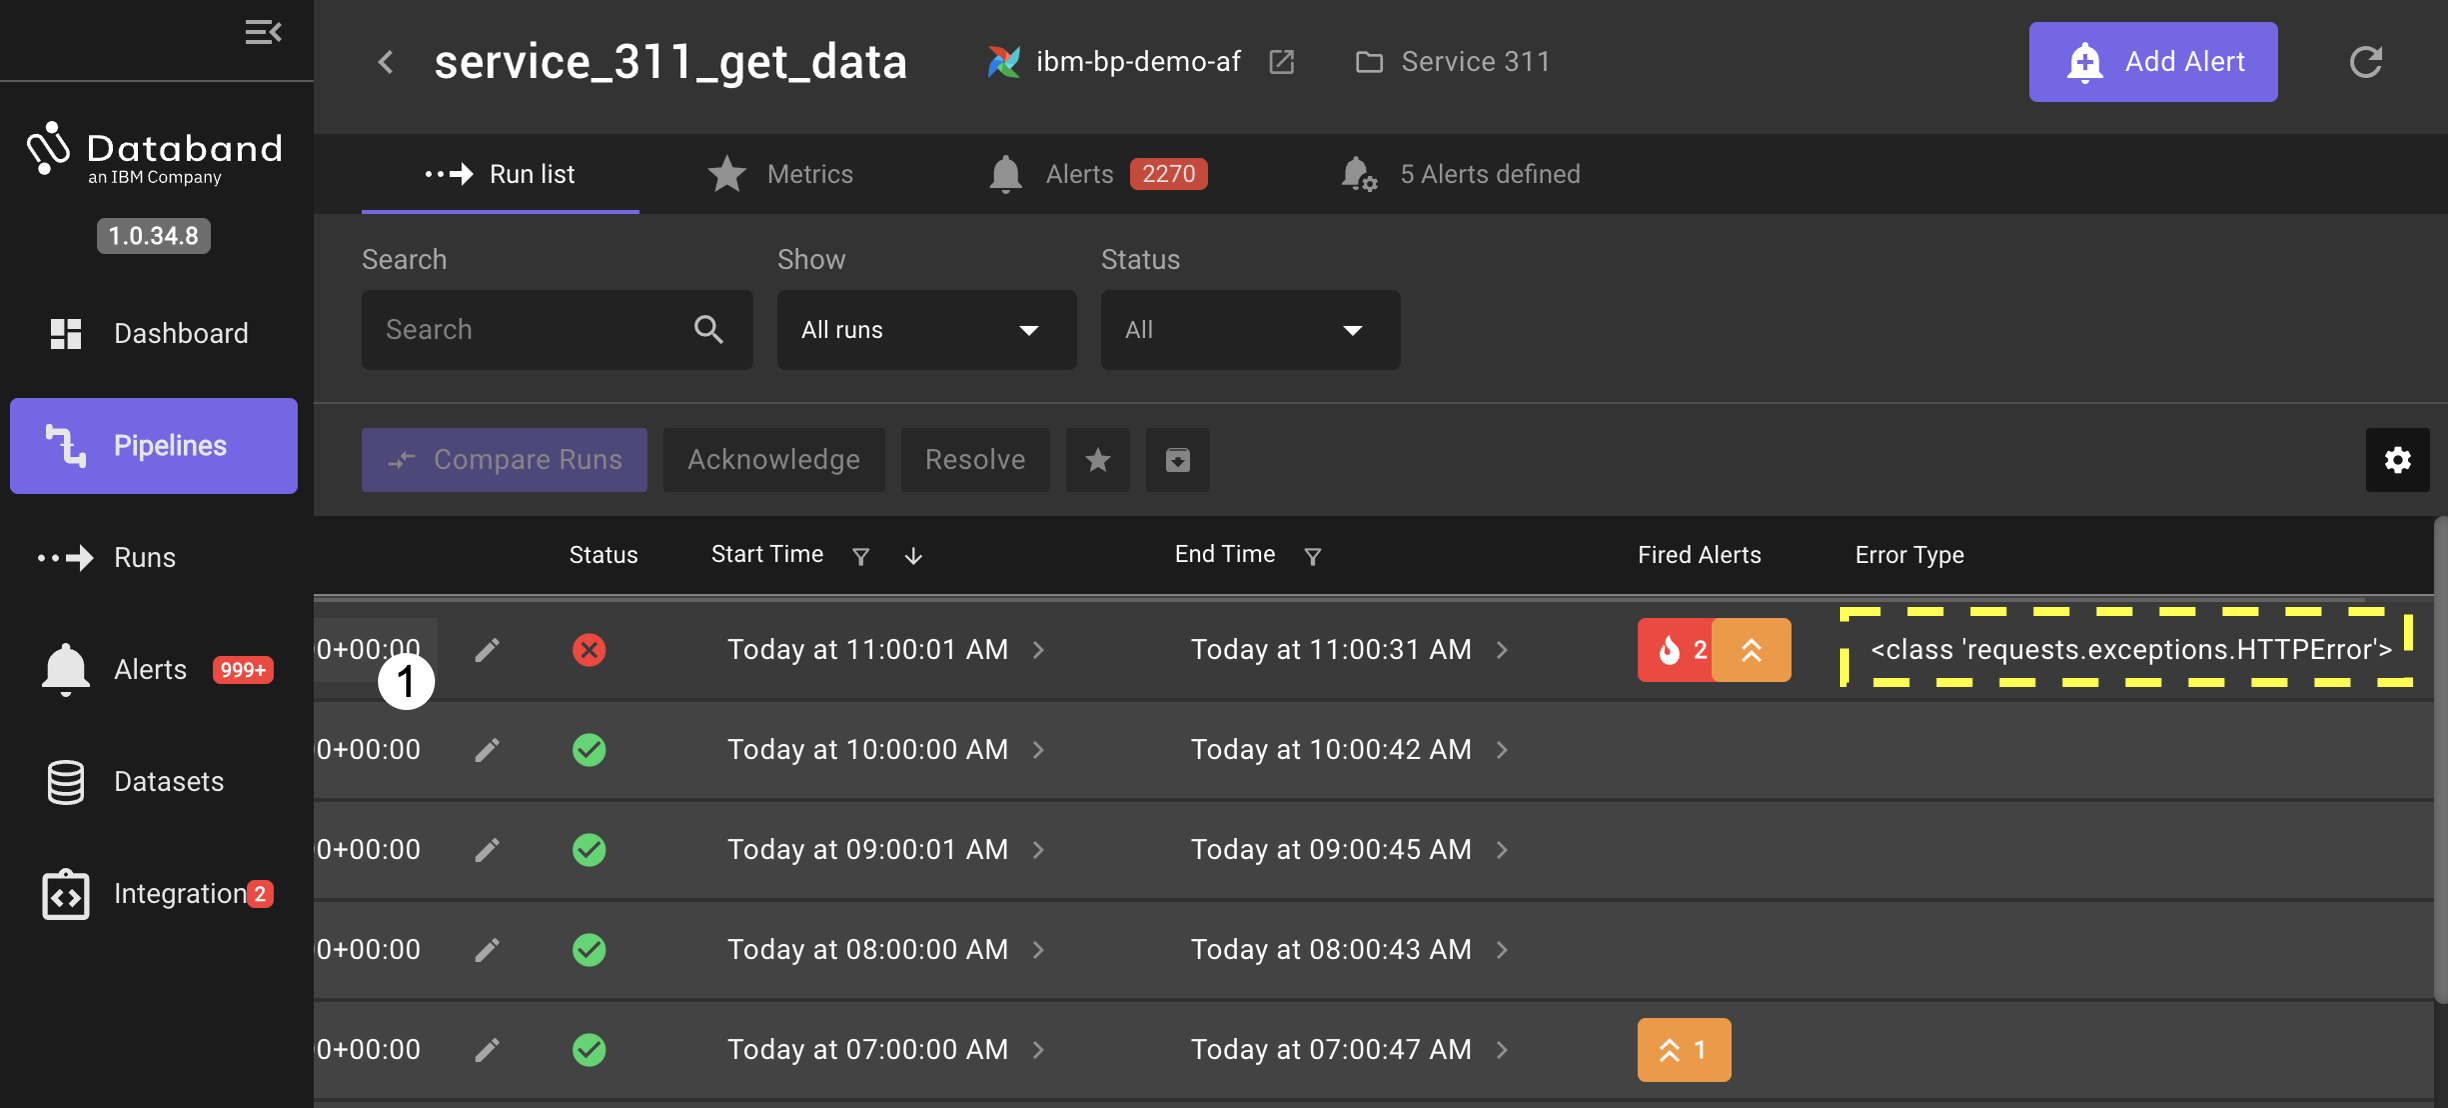 service_311_get_data
ibm-bp-demo-af
Service 311
Add Alert
Databand
an IBM Company
1.0.34.8
Run list
Metrics
Alerts 2270
5 Alerts defined
Search
Show
Status
Search
All runs
All
Dashboard
Pipelines
Runs
Alerts 999+
Datasets
Integration 2
Compare Runs
Acknowledge
Resolve
Status
Start Time
End Time
Fired Alerts
Error Type
0+00:00 Today at 11:00:01 AM Today at 11:00:31 AM 2 <class 'requests.exceptions.HTTPError'>
1
0+00:00 Today at 10:00:00 AM Today at 10:00:42 AM
0+00:00 Today at 09:00:01 AM Today at 09:00:45 AM
0+00:00 Today at 08:00:00 AM Today at 08:00:43 AM
0+00:00 Today at 07:00:00 AM Today at 07:00:47 AM 1